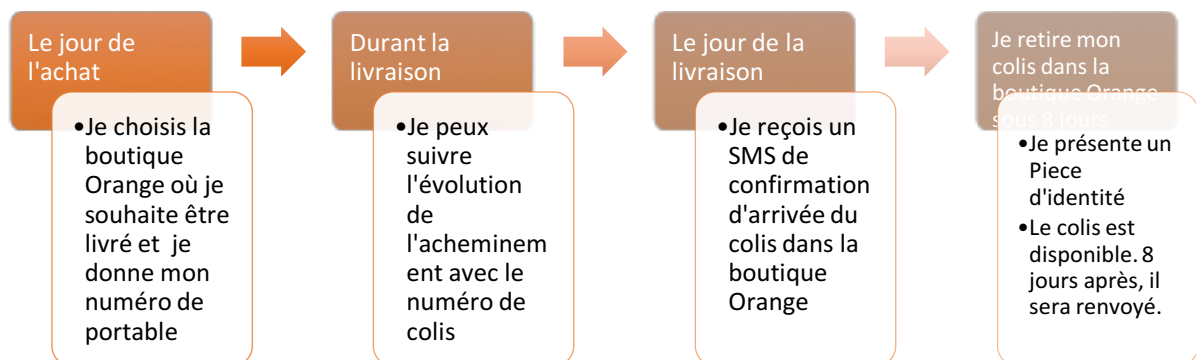 Le jour de
l'achat
•Je choisis la
boutique
Orange où je
souhaite être
livré et je
donne mon
numéro de
portable
Durant la
livraison
•Je peux
suivre
l'évolution
de
l'acheminem
ent avec le
numéro de
colis
Le jour de la
livraison
•Je reçois un
SMS de
confirmation
d'arrivée du
colis dans la
boutique
Orange
Je retire mon
colis dans la
boutique Orange
sous 8 jours
•Je présente un
Piece
d'identité
•Le colis est
disponible. 8
jours après, il
sera renvoyé.